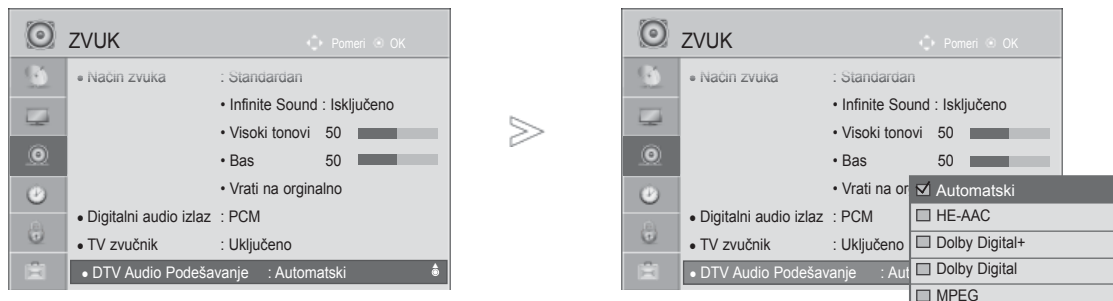 ZVUK
Pomeri OK
• Način zvuka : Standardan
• Infinite Sound : Isključeno
• Visoki tonovi 50
• Bas 50
• Vrati na orginalno
• Digitalni audio izlaz : PCM
• TV zvučnik : Uključeno
• DTV Audio Podešavanje : Automatski
ZVUK
Pomeri OK
• Način zvuka : Standardan
• Infinite Sound : Isključeno
• Visoki tonovi 50
• Bas 50
• Vrati na or
• Digitalni audio izlaz : PCM
• TV zvučnik : Uključeno
• DTV Audio Podešavanje : Aut
Automatski
HE-AAC
Dolby Digital+
Dolby Digital
MPEG